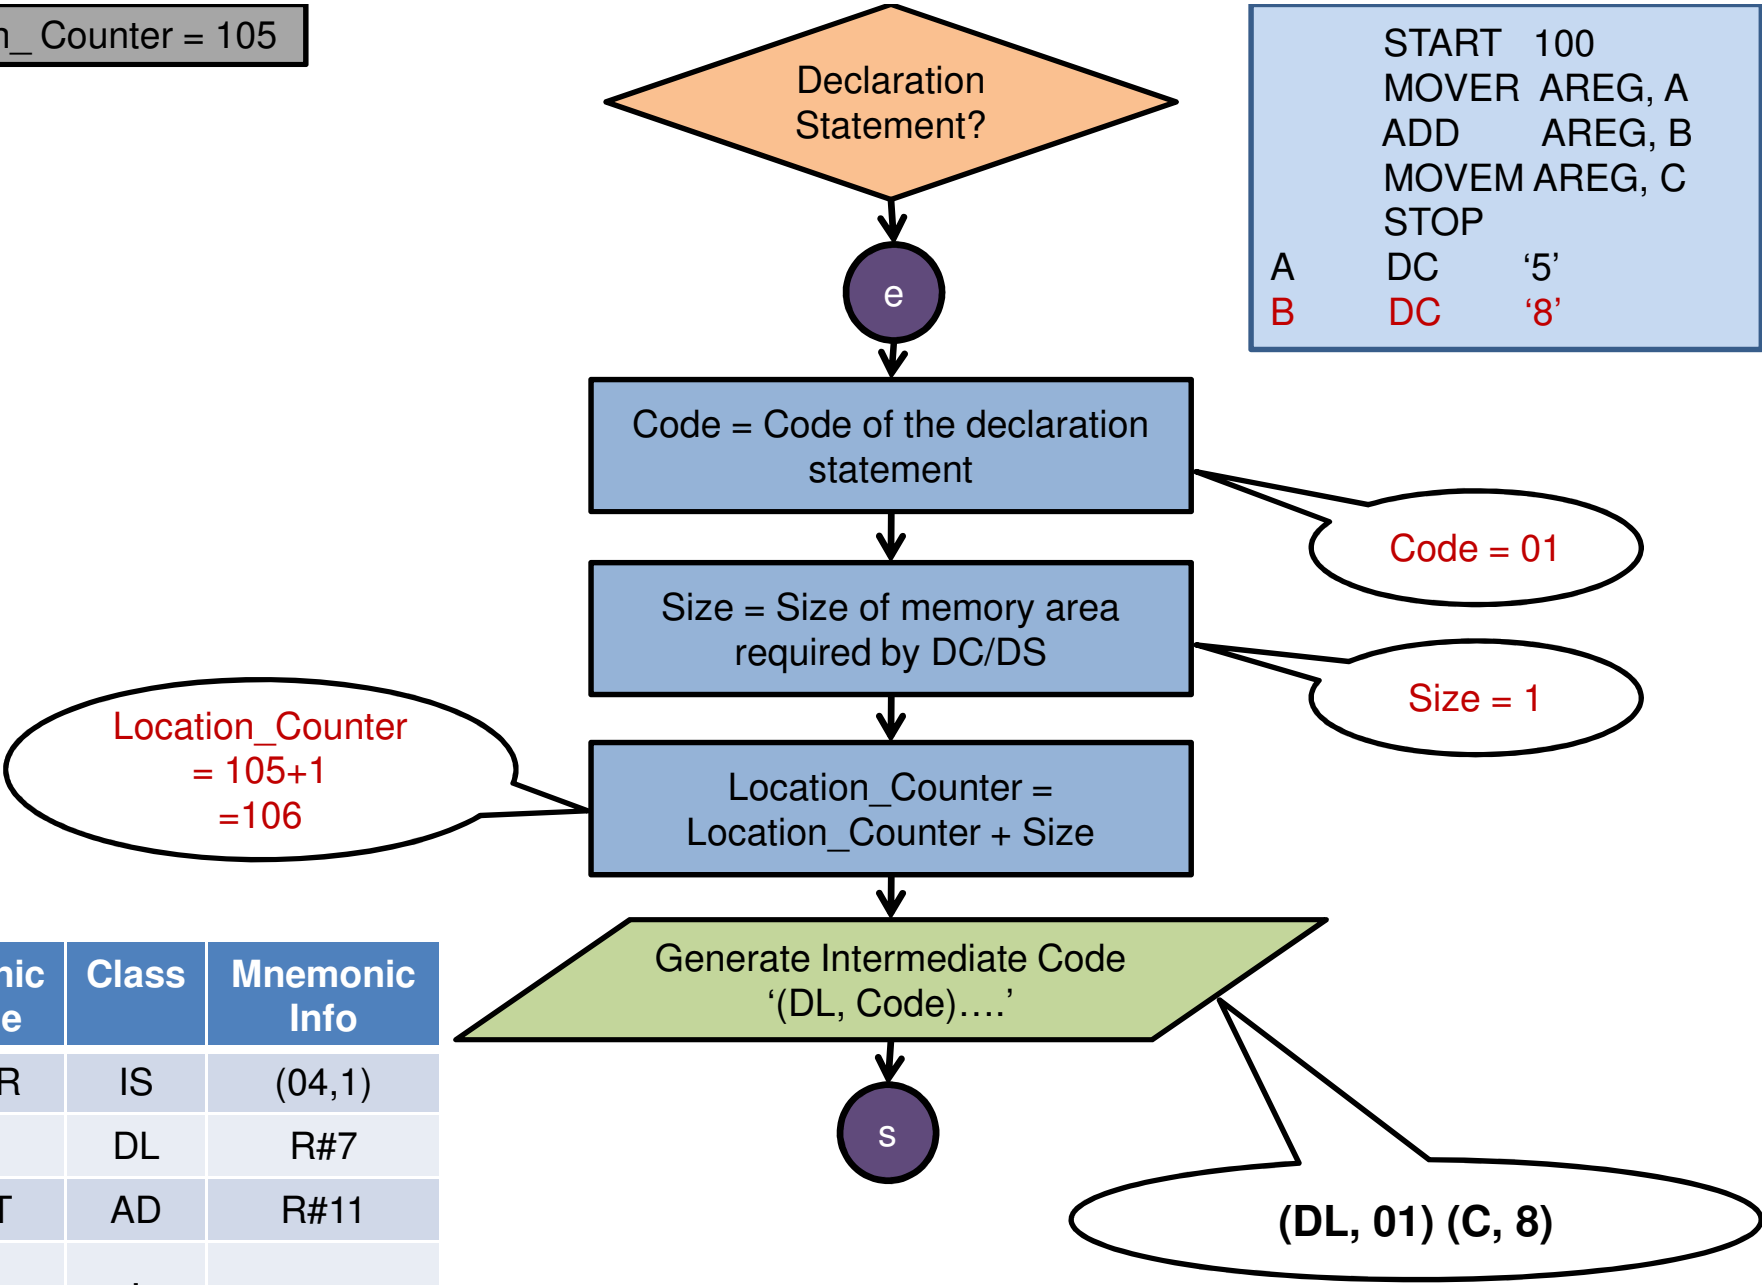 n_ Counter = 105
Declaration
Statement?
START 100
MOVER AREG, A
ADD AREG, B
MOVEM AREG, C
STOP
A DC ‘5’
B DC ‘8’
e
Code = Code of the declaration
statement
Code = 01
Size = Size of memory area
required by DC/DS
Size = 1
Location_Counter
= 105+1
=106
Location_Counter =
Location_Counter + Size
Generate Intermediate Code
‘(DL, Code)….’
s
(DL, 01) (C, 8)
nic Class Mnemonic
e Info
R IS (04,1)
DL R#7
T AD R#11